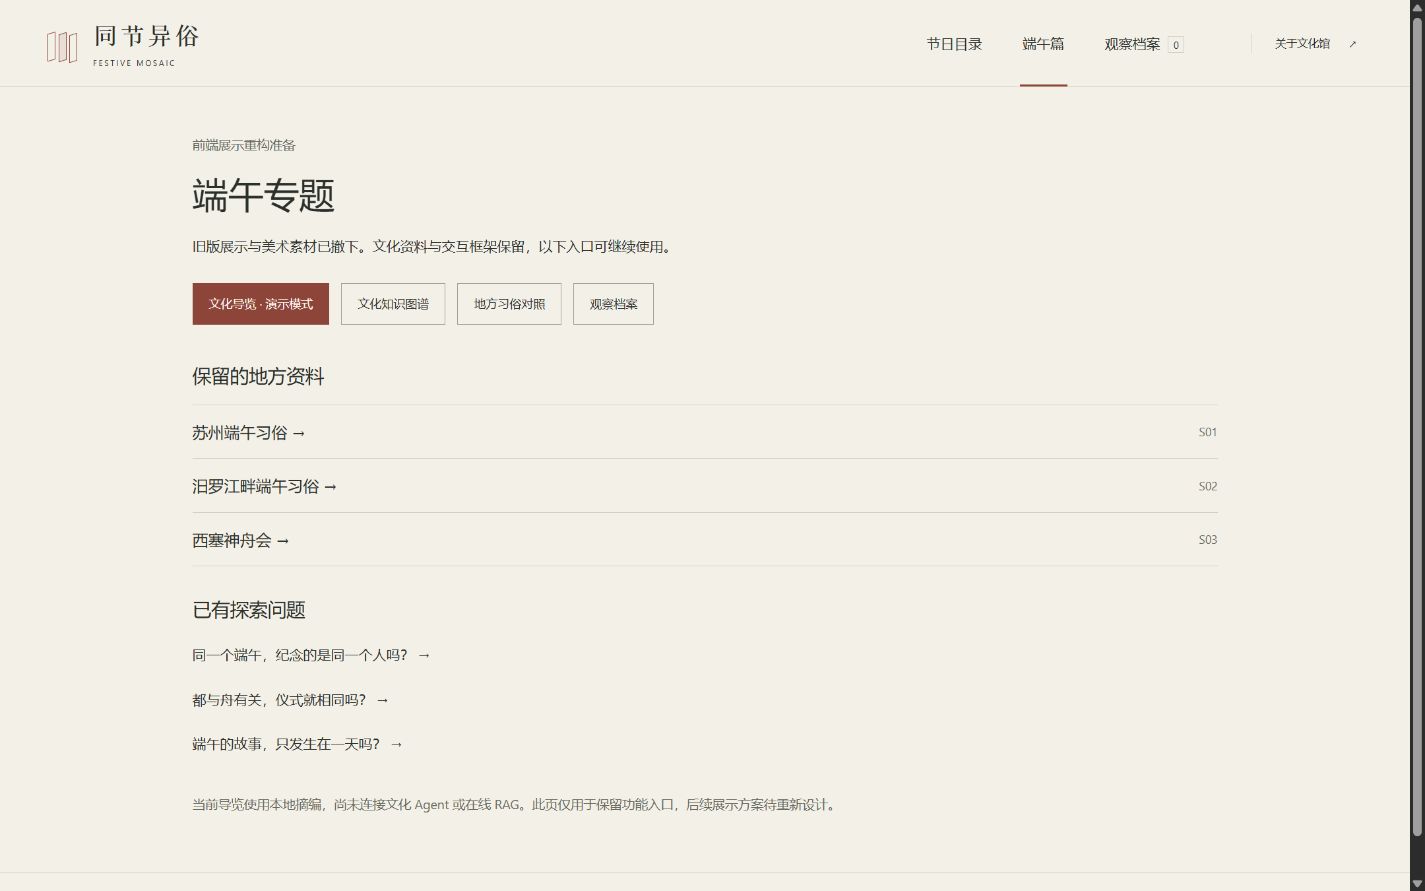 同节异俗
FESTIVE MOSAIC
节日目录
端午篇
观察档案 0
关于文化馆 ↗
前端展示重构准备
端午专题
旧版展示与美术素材已撤下。文化资料与交互框架保留，以下入口可继续使用。
文化导览 · 演示模式
文化知识图谱
地方习俗对照
观察档案
保留的地方资料
苏州端午习俗 → S01
汨罗江畔端午习俗 → S02
西塞神舟会 → S03
已有探索问题
同一个端午，纪念的是同一个人吗？ →
都与舟有关，仪式就相同吗？ →
端午的故事，只发生在一天吗？ →
当前导览使用本地摘编，尚未连接文化 Agent 或在线 RAG。此页仅用于保留功能入口，后续展示方案待重新设计。